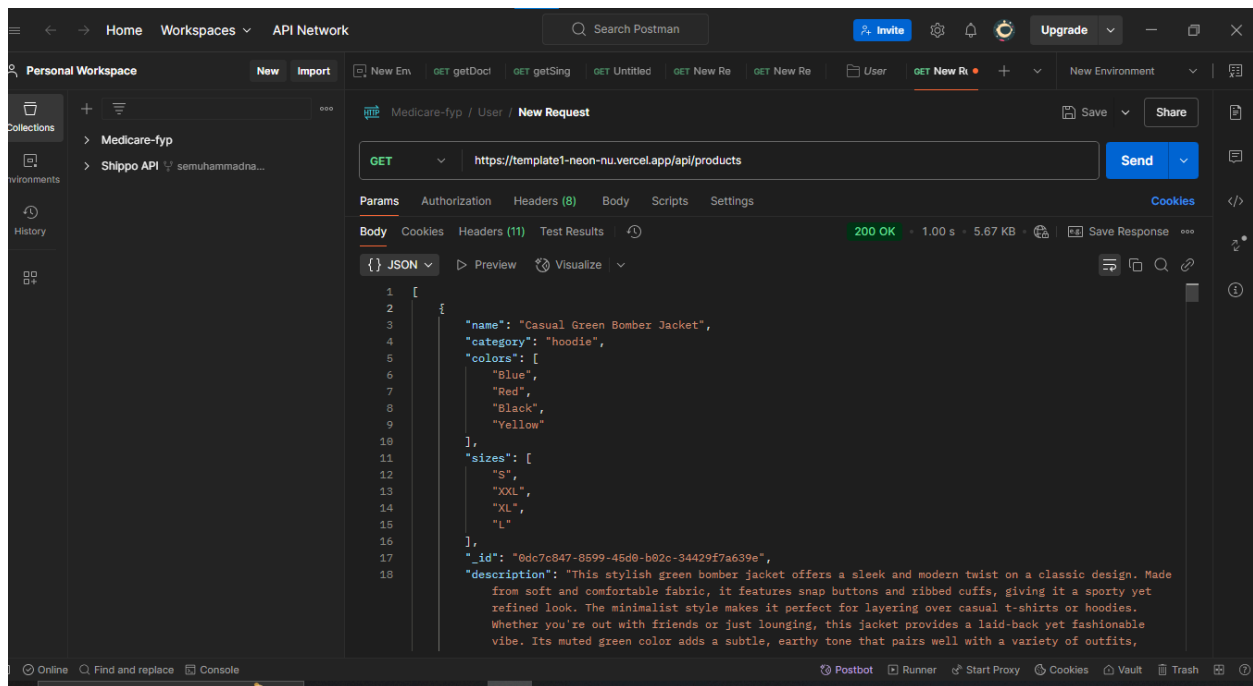 Home Workspaces API Network Search Postman Invite Upgrade
Personal Workspace New Import New Env GET getDoct GET getSing GET Untitled GET New Re GET New Re User GET New Re New Environment
Collections
Environments
History
Medicare-fyp
Shippo API semuhammadna...
HTTP Medicare-fyp / User / New Request Save Share
GET https://template1-neon-nu.vercel.app/api/products Send
Params Authorization Headers (8) Body Scripts Settings Cookies
Body Cookies Headers (11) Test Results 200 OK • 1.00 s • 5.67 KB • Save Response
{} JSON Preview Visualize
1 [
2 {
3 "name": "Casual Green Bomber Jacket",
4 "category": "hoodie",
5 "colors": [
6 "Blue",
7 "Red",
8 "Black",
9 "Yellow"
10 ],
11 "sizes": [
12 "S",
13 "XXL",
14 "XL",
15 "L"
16 ],
17 "_id": "0dc7c847-8599-45d0-b02c-34429f7a639e",
18 "description": "This stylish green bomber jacket offers a sleek and modern twist on a classic design. Made
from soft and comfortable fabric, it features snap buttons and ribbed cuffs, giving it a sporty yet
refined look. The minimalist style makes it perfect for layering over casual t-shirts or hoodies.
Whether you're out with friends or just lounging, this jacket provides a laid-back yet fashionable
vibe. Its muted green color adds a subtle, earthy tone that pairs well with a variety of outfits,
Online Find and replace Console Postbot Runner Start Proxy Cookies Vault Trash